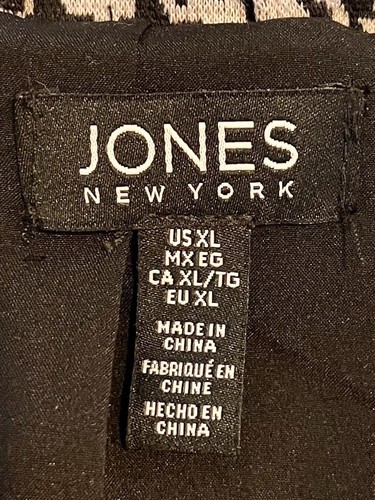 JONES
NEW YORK
US XL
MX EG
CA XL/TG
EU XL
MADE IN
CHINA
FABRIQUÉ EN
CHINE
HECHO EN
CHINA